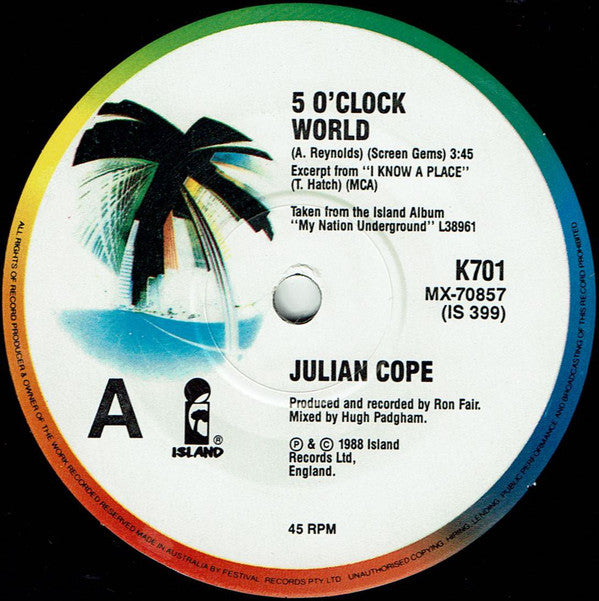 5 O'CLOCK
WORLD
(A. Reynolds) (Screen Gems) 3:45
Excerpt from "I KNOW A PLACE"
(T. Hatch) (MCA)
Taken from the Island Album
"My Nation Underground" L38961
K701
MX-70857
(IS 399)
JULIAN COPE
Produced and recorded by Ron Fair.
Mixed by Hugh Padgham.
Ⓟ & © 1988 Island
Records Ltd,
England.
A
ISLAND®
45 RPM
ALL RIGHTS OF RECORD PRODUCER & OWNER OF THE WORK RECORDED RESERVED MADE IN AUSTRALIA BY FESTIVAL RECORDS PTY LTD UNAUTHORISED COPYING, HIRING, LENDING, PUBLIC PERFORMANCE AND BROADCASTING OF THIS RECORD PROHIBITED